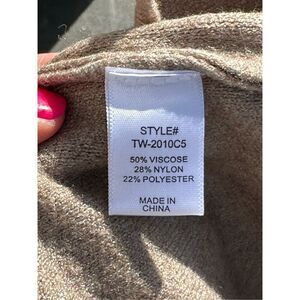 STYLE#
TW-2010C5
50% VISCOSE
28% NYLON
22% POLYESTER
MADE IN
CHINA